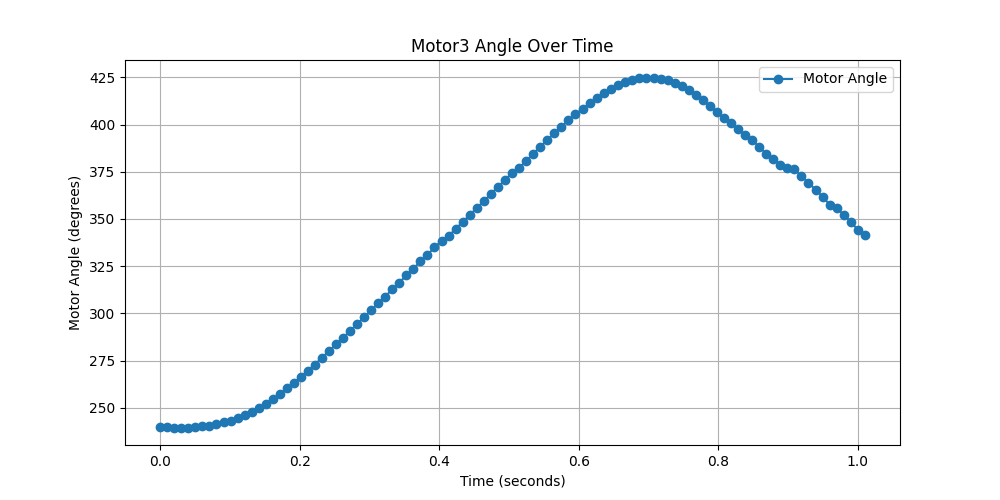 Motor3 Angle Over Time
Motor Angle
Motor Angle (degrees)
425
400
375
350
325
300
275
250
0.0 0.2 0.4 0.6 0.8 1.0
Time (seconds)